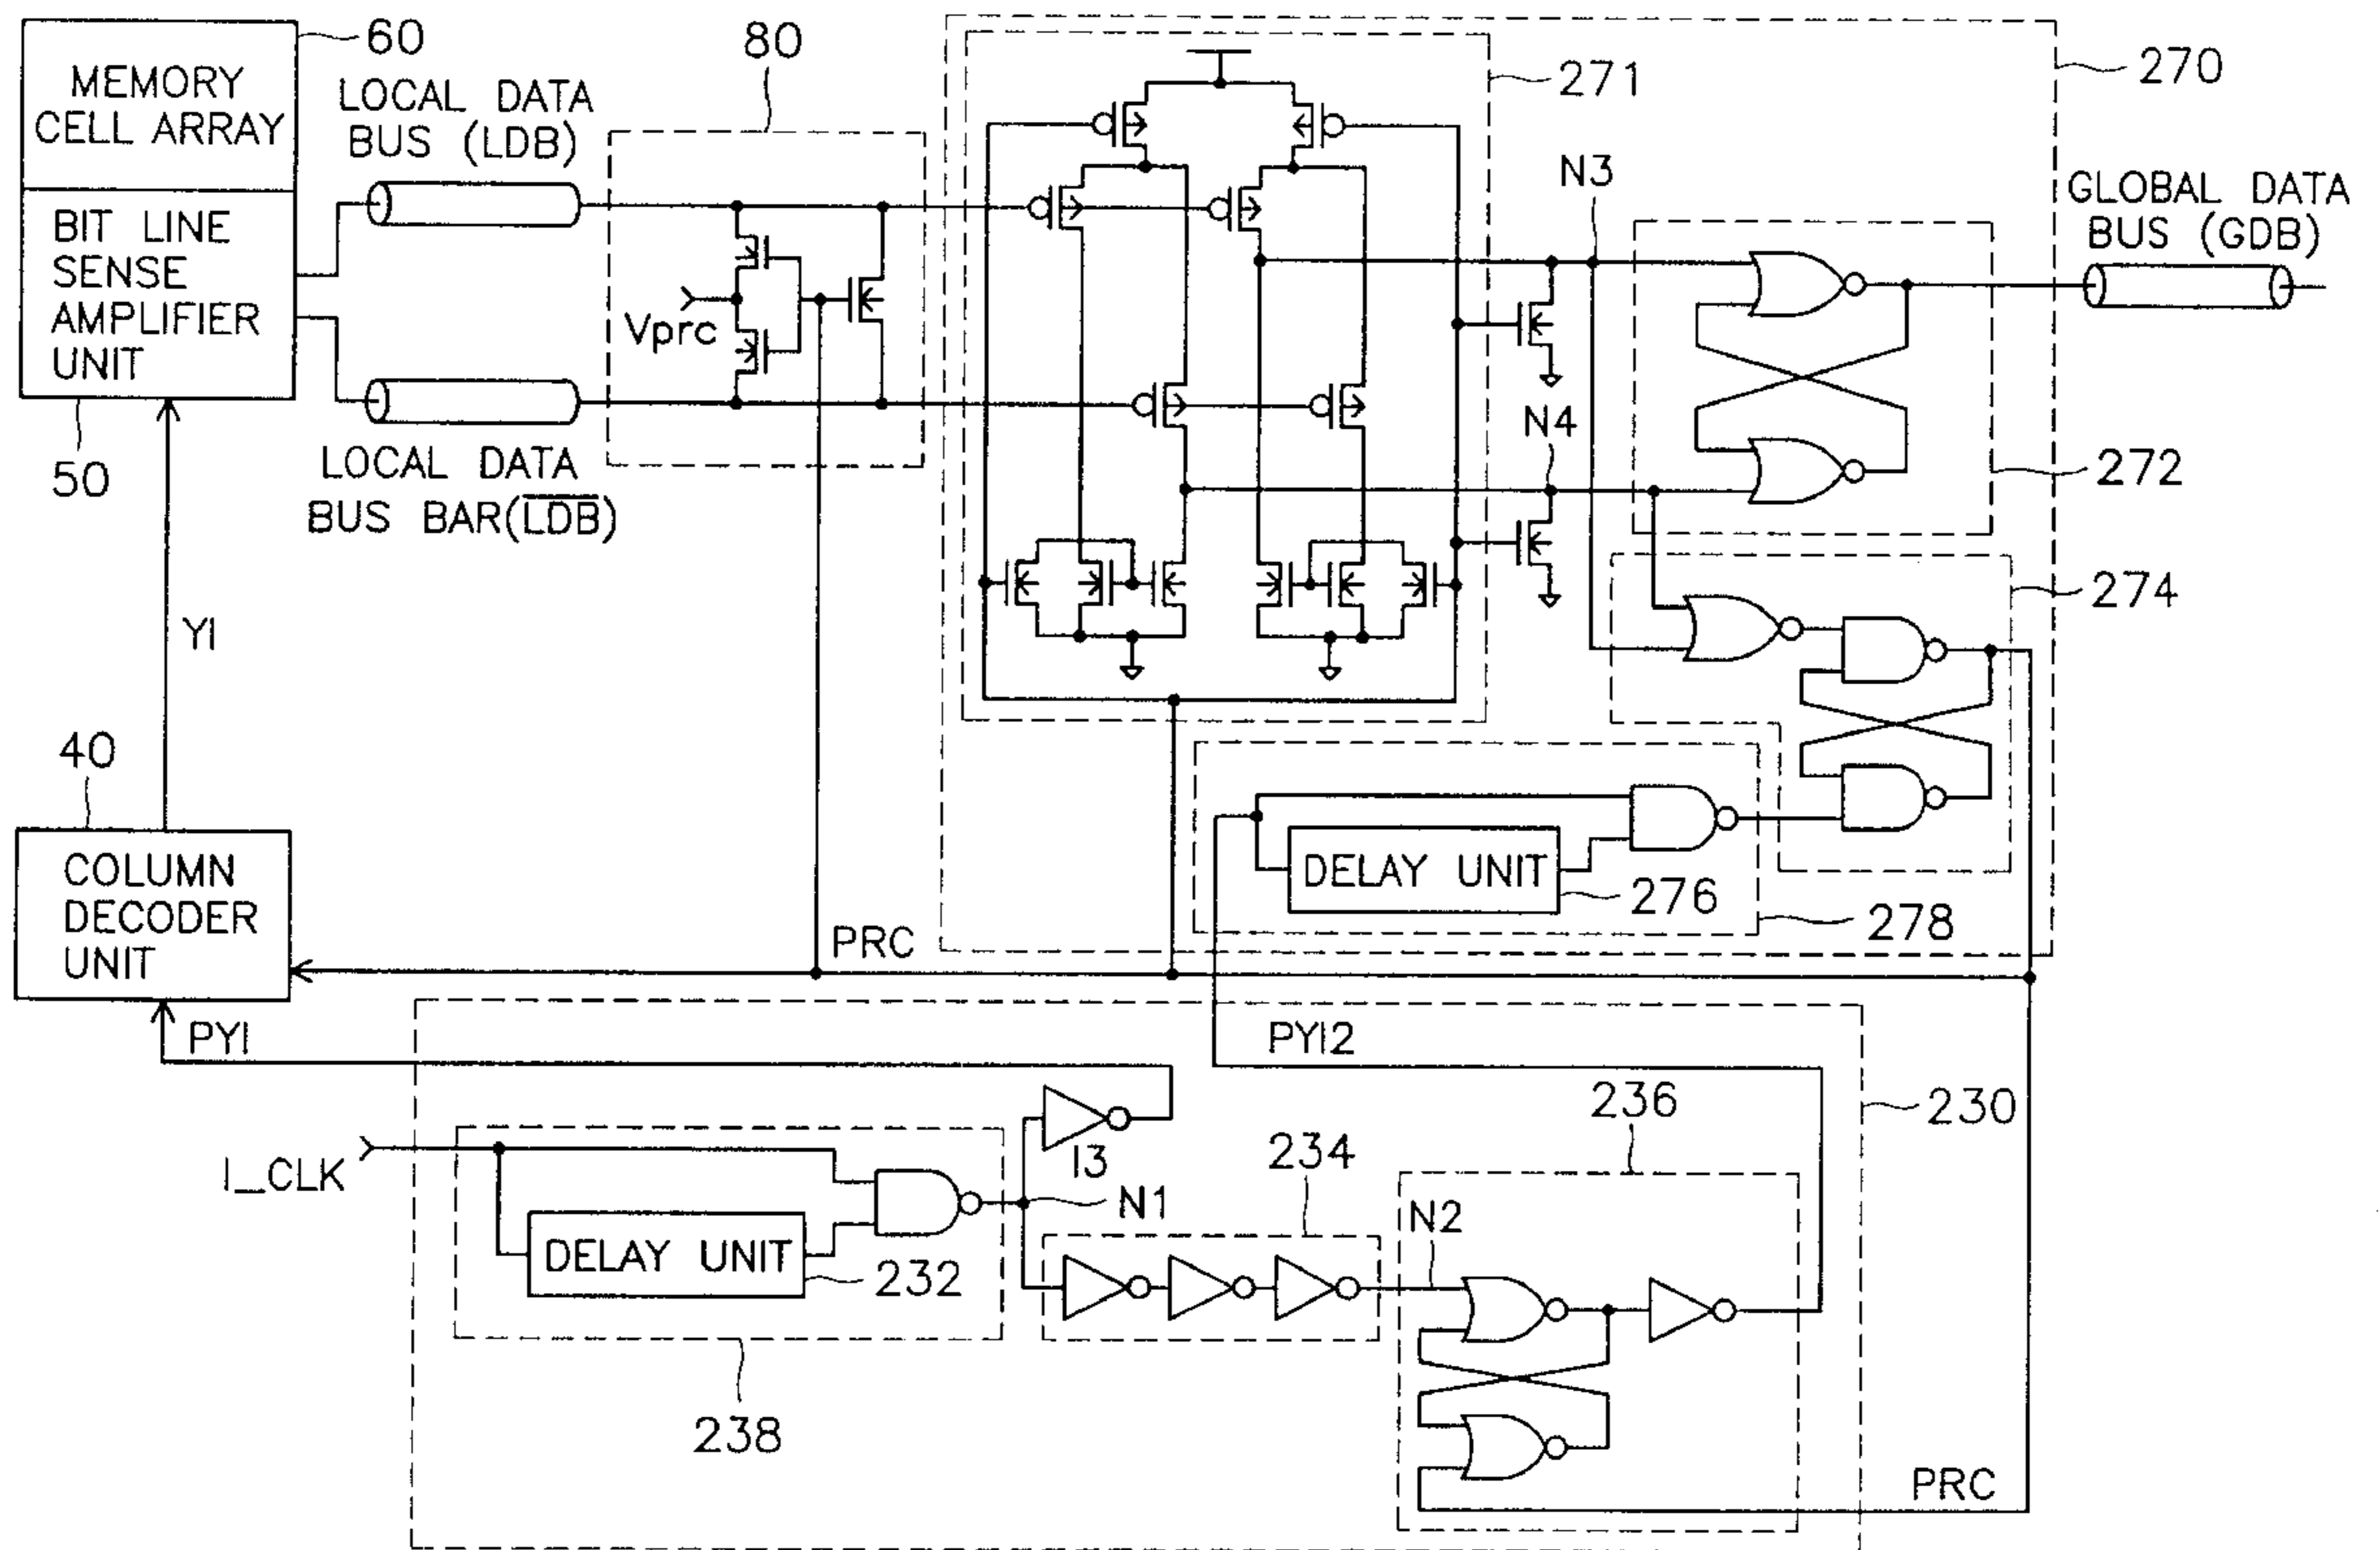 60
MEMORY
CELL ARRAY
LOCAL DATA
BUS (LDB)
80
271
270
N3
GLOBAL DATA
BUS (GDB)
BIT LINE
SENSE
AMPLIFIER
UNIT
Vprc
N4
50
LOCAL DATA
BUS BAR(L̅D̅B̅)
272
274
YI
40
COLUMN
DECODER
UNIT
DELAY UNIT
276
278
PRC
PYI
PYI2
236
230
I3
234
I_CLK
N1
N2
DELAY UNIT
232
238
PRC